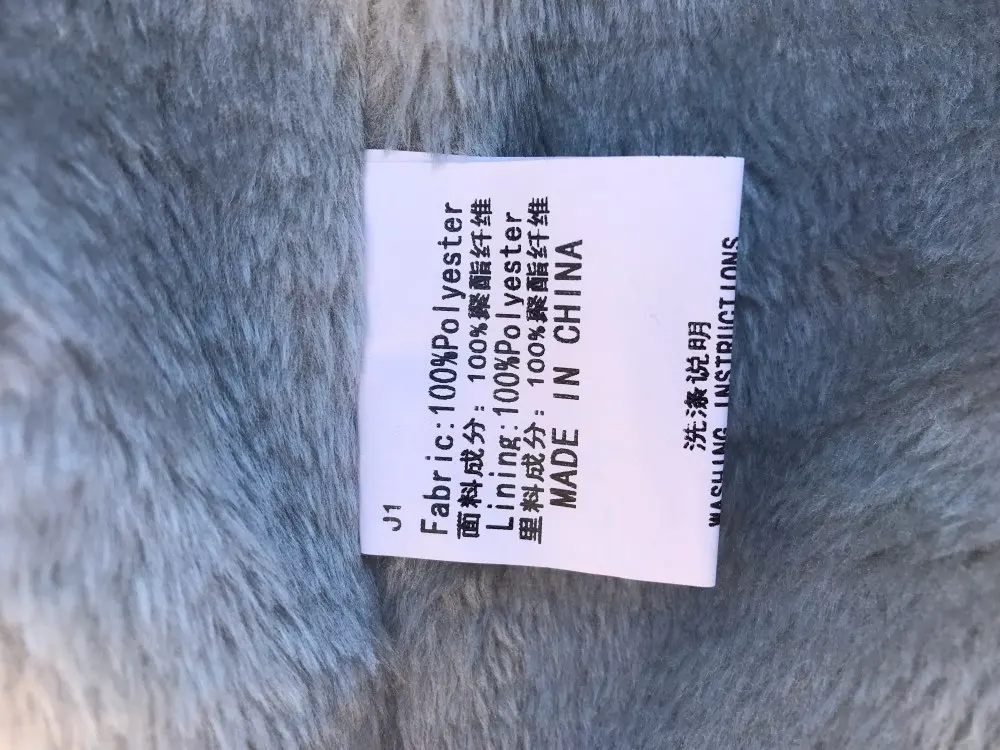 J1
Fabric:100%Polyester
面料成分：100%聚酯纤维
Lining:100%Polyester
里料成分：100%聚酯纤维
MADE IN CHINA
洗涤说明
WASHING INSTRUCTIONS